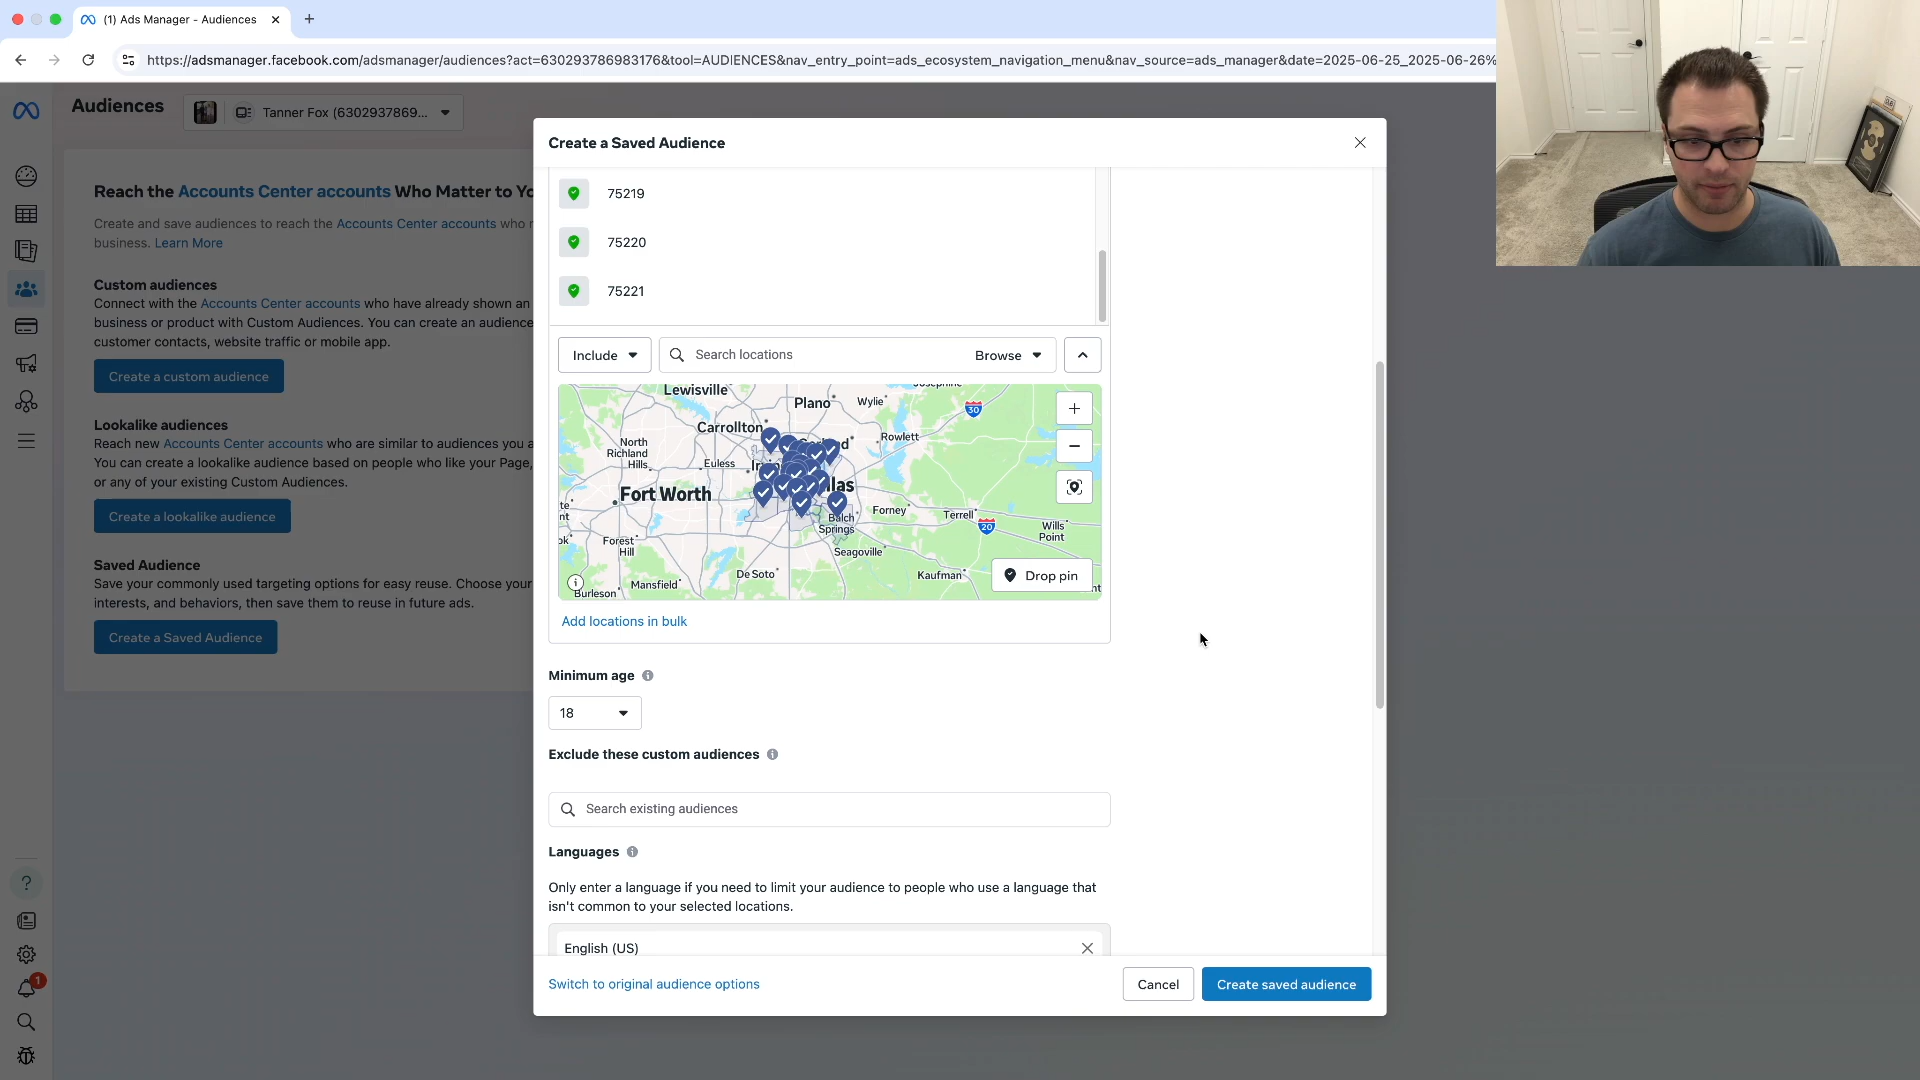 (1) Ads Manager - Audiences
https://adsmanager.facebook.com/adsmanager/audiences?act=630293786983176&tool=AUDIENCES&nav_entry_point=ads_ecosystem_navigation_menu&nav_source=ads_manager&date=2025-06-25_2025-06-26%
Audiences
Tanner Fox (6302937869...
Reach the Accounts Center accounts Who Matter to Yo
Create and save audiences to reach the Accounts Center accounts who
business. Learn More
Custom audiences
Connect with the Accounts Center accounts who have already shown an
business or product with Custom Audiences. You can create an audience
customer contacts, website traffic or mobile app.
Create a custom audience
Lookalike audiences
Reach new Accounts Center accounts who are similar to audiences you a
You can create a lookalike audience based on people who like your Page,
or any of your existing Custom Audiences.
Create a lookalike audience
Saved Audience
Save your commonly used targeting options for easy reuse. Choose your
interests, and behaviors, then save them to reuse in future ads.
Create a Saved Audience
?
1
Create a Saved Audience
75219
75220
75221
Include
Search locations
Browse
Lewisville
Plano
Wylie
30
Carrollton
North
Richland
Hills
Rowlett
Euless
Fort Worth
llas
Forney
Terrell
20
Balch
Springs
Wills
Point
Forest
Hill
Seagoville
De Soto
Kaufman
Mansfield
Burleson
Drop pin
Add locations in bulk
Minimum age
18
Exclude these custom audiences
Search existing audiences
Languages
Only enter a language if you need to limit your audience to people who use a language that
isn't common to your selected locations.
English (US)
Switch to original audience options
Cancel
Create saved audience